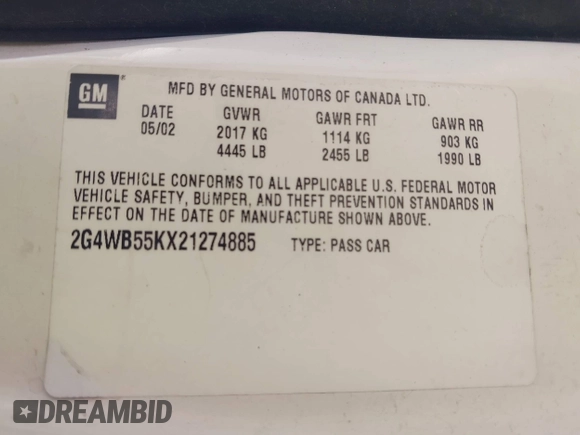 GM
MFD BY GENERAL MOTORS OF CANADA LTD.
DATE GVWR GAWR FRT GAWR RR
05/02 2017 KG 1114 KG 903 KG
4445 LB 2455 LB 1990 LB
THIS VEHICLE CONFORMS TO ALL APPLICABLE U.S. FEDERAL MOTOR
VEHICLE SAFETY, BUMPER, AND THEFT PREVENTION STANDARDS IN
EFFECT ON THE DATE OF MANUFACTURE SHOWN ABOVE.
2G4WB55KX21274885 TYPE: PASS CAR
DREAMBID